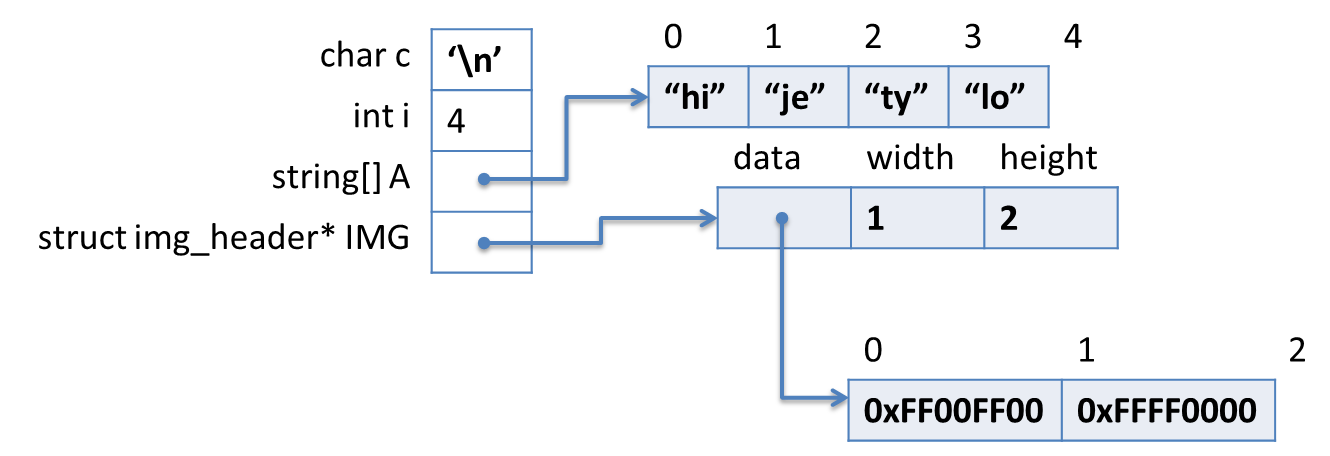 char c ‘\n’
int i 4
string[] A
struct img_header* IMG
0 1 2 3 4
“hi” “je” “ty” “lo”
data width height
1 2
0 1 2
0xFF00FF00 0xFFFF0000